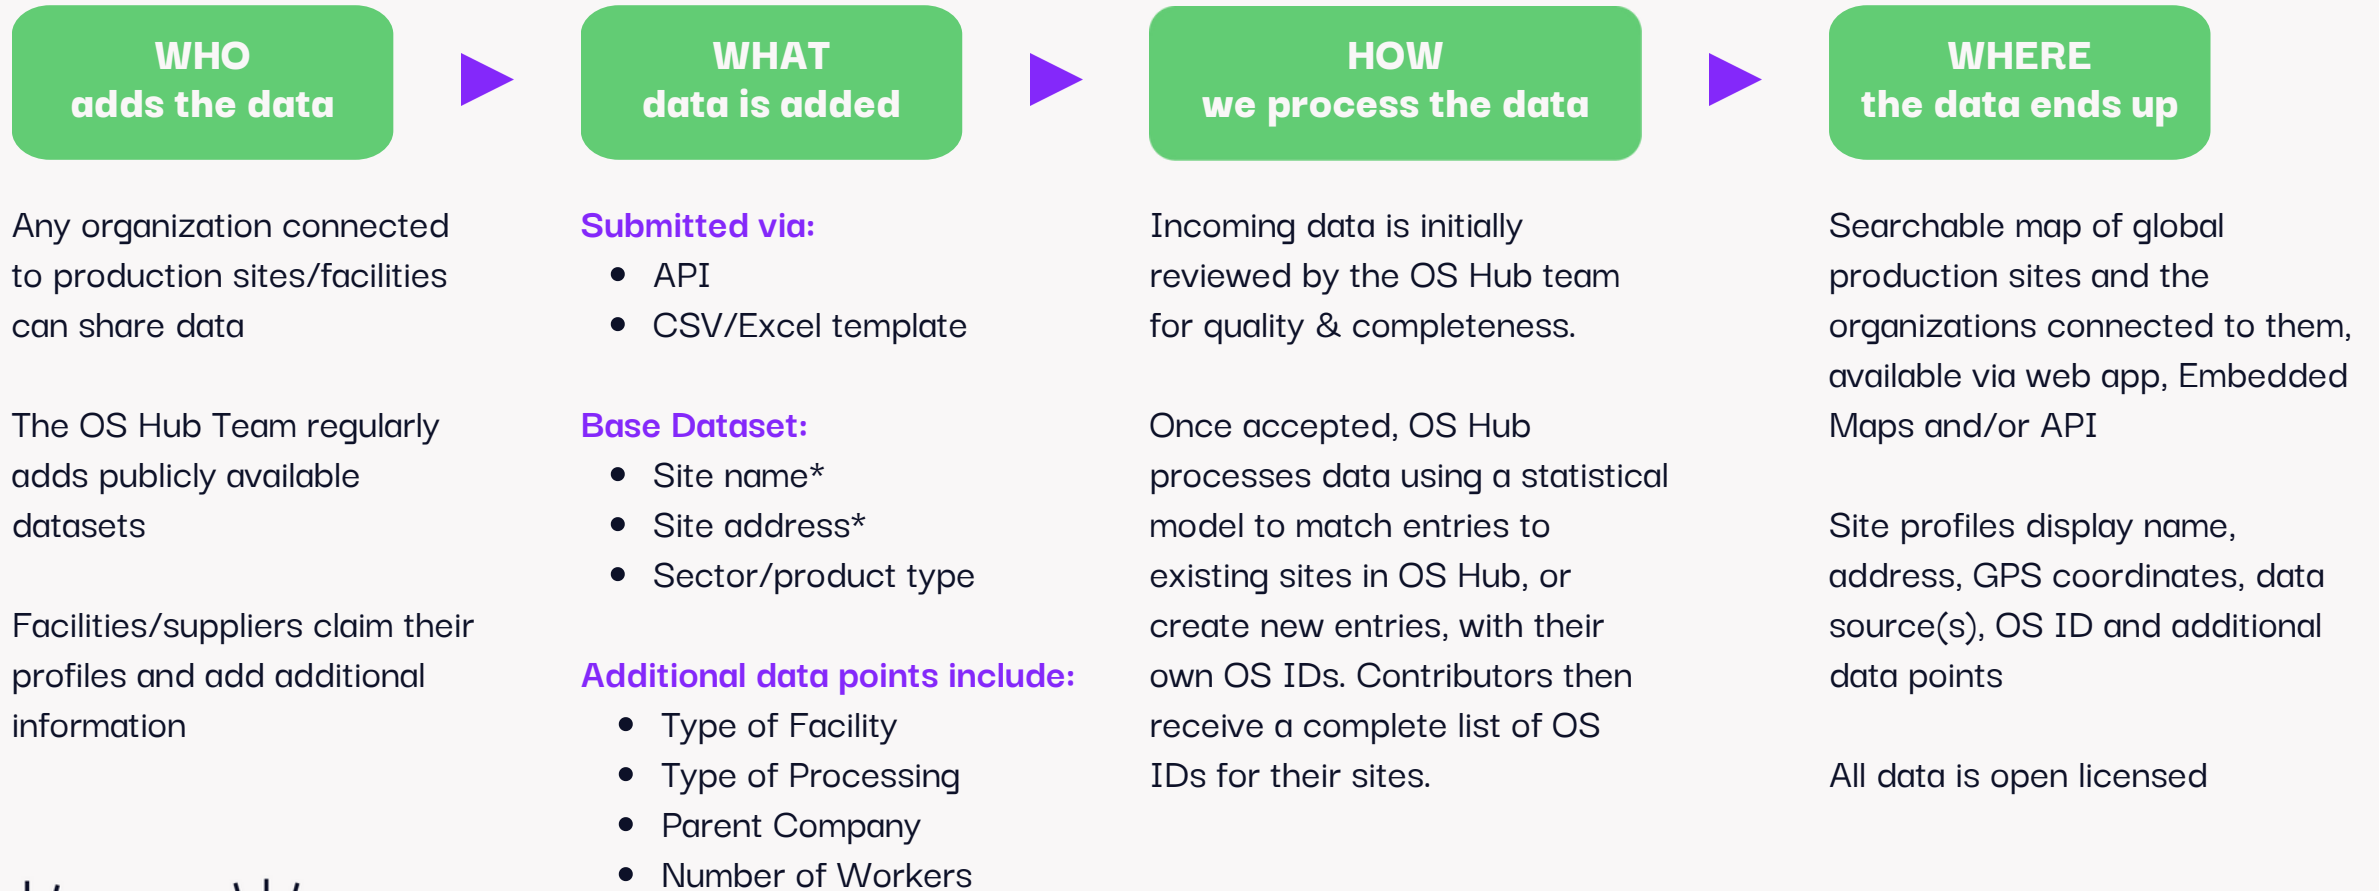 WHO
adds the data
WHAT
data is added
HOW
we process the data
WHERE
the data ends up
Any organization connected
to production sites/facilities
can share data
The OS Hub Team regularly
adds publicly available
datasets
Facilities/suppliers claim their
profiles and add additional
information
Submitted via:
• API
• CSV/Excel template
Base Dataset:
• Site name*
• Site address*
• Sector/product type
Additional data points include:
• Type of Facility
• Type of Processing
• Parent Company
• Number of Workers
Incoming data is initially
reviewed by the OS Hub team
for quality & completeness.
Once accepted, OS Hub
processes data using a statistical
model to match entries to
existing sites in OS Hub, or
create new entries, with their
own OS IDs. Contributors then
receive a complete list of OS
IDs for their sites.
Searchable map of global
production sites and the
organizations connected to them,
available via web app, Embedded
Maps and/or API
Site profiles display name,
address, GPS coordinates, data
source(s), OS ID and additional
data points
All data is open licensed